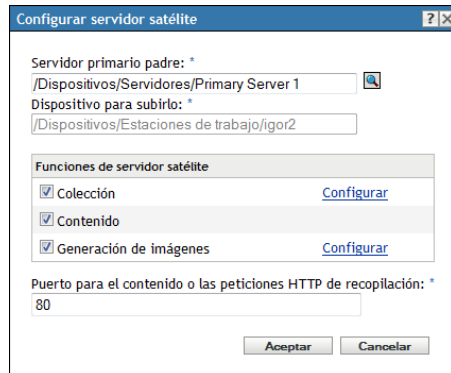 Configurar servidor satélite
Servidor primario padre: *
/Dispositivos/Servidores/Primary Server 1
Dispositivo para subirlo: *
/Dispositivos/Estaciones de trabajo/igor2
Funciones de servidor satélite
Colección Configurar
Contenido
Generación de imágenes Configurar
Puerto para el contenido o las peticiones HTTP de recopilación: *
80
Aceptar Cancelar